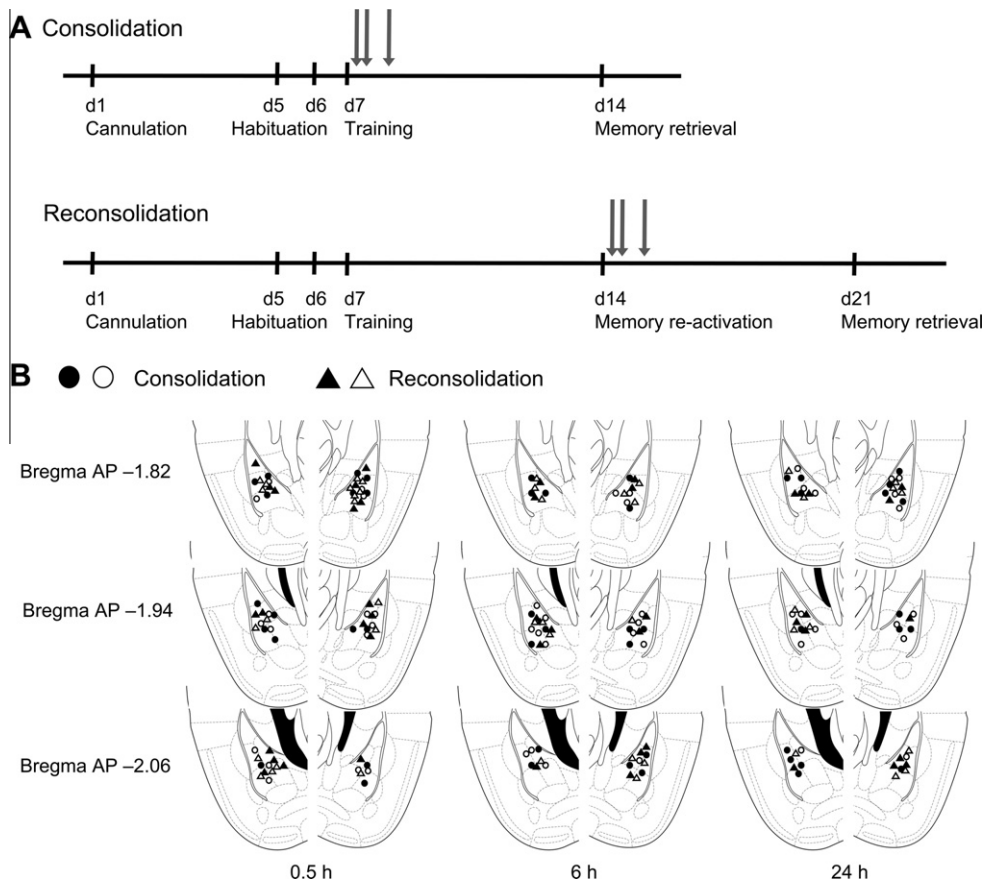 A Consolidation
d1 d5 d6 d7 d14
Cannulation Habituation Training Memory retrieval
Reconsolidation
d1 d5 d6 d7 d14 d21
Cannulation Habituation Training Memory re-activation Memory retrieval
B Consolidation Reconsolidation
Bregma AP –1.82
Bregma AP –1.94
Bregma AP –2.06
0.5 h 6 h 24 h